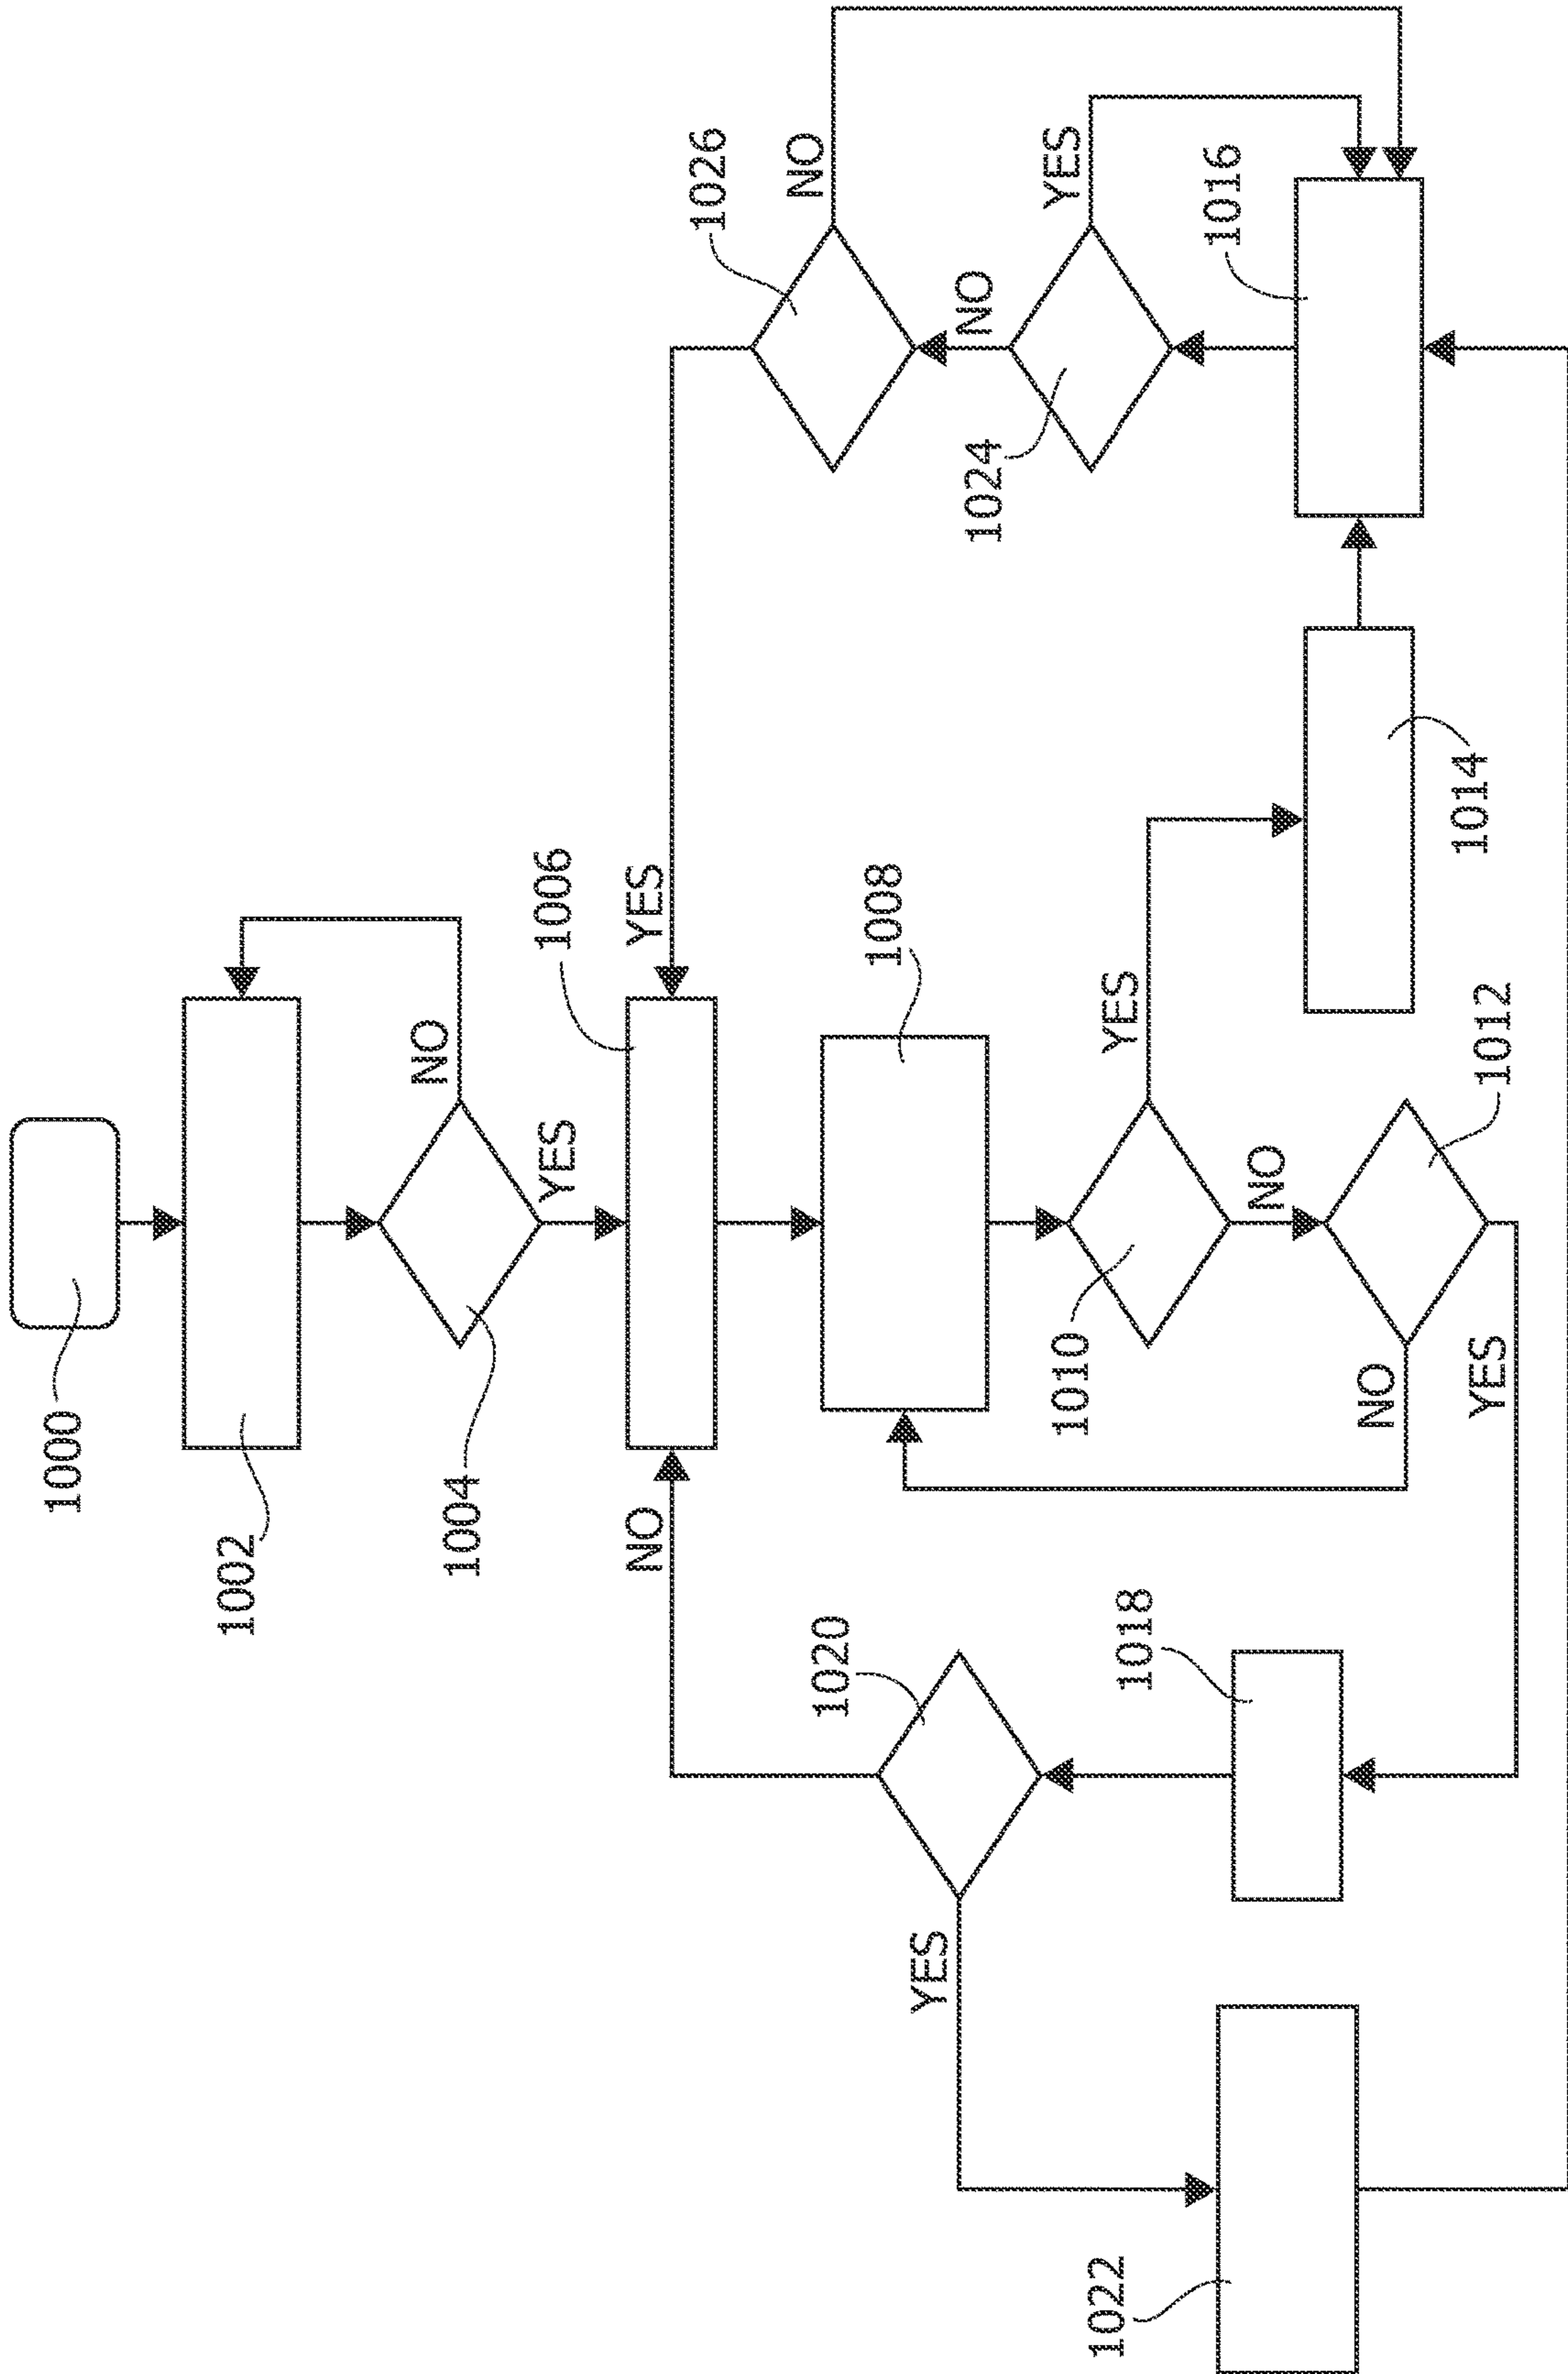 1000
1002
1004
NO
YES
1006
YES
NO
1008
1010
YES
NO
1012
NO
YES
1014
1016
1018
1020
YES
1022
1024
YES
NO
1026
NO